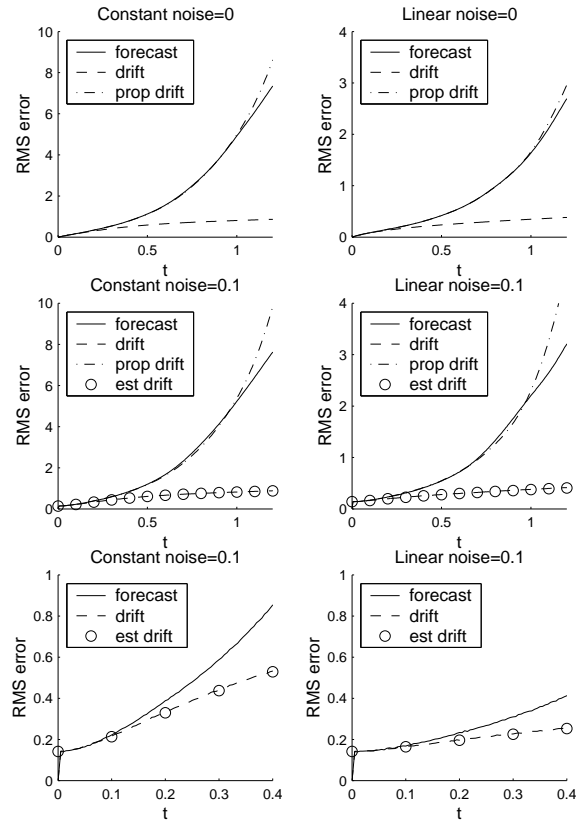 Constant noise=0
RMS error
10
8
6
4
2
0
forecast
drift
prop drift
0
0.5
1
t
Linear noise=0
RMS error
4
3
2
1
0
forecast
drift
prop drift
0
0.5
1
t
Constant noise=0.1
RMS error
10
8
6
4
2
0
forecast
drift
prop drift
est drift
0
0.5
1
t
Linear noise=0.1
RMS error
4
3
2
1
0
forecast
drift
prop drift
est drift
0
0.5
1
t
Constant noise=0.1
RMS error
1
0.8
0.6
0.4
0.2
0
forecast
drift
est drift
0
0.1
0.2
0.3
0.4
t
Linear noise=0.1
RMS error
1
0.8
0.6
0.4
0.2
0
forecast
drift
est drift
0
0.1
0.2
0.3
0.4
t